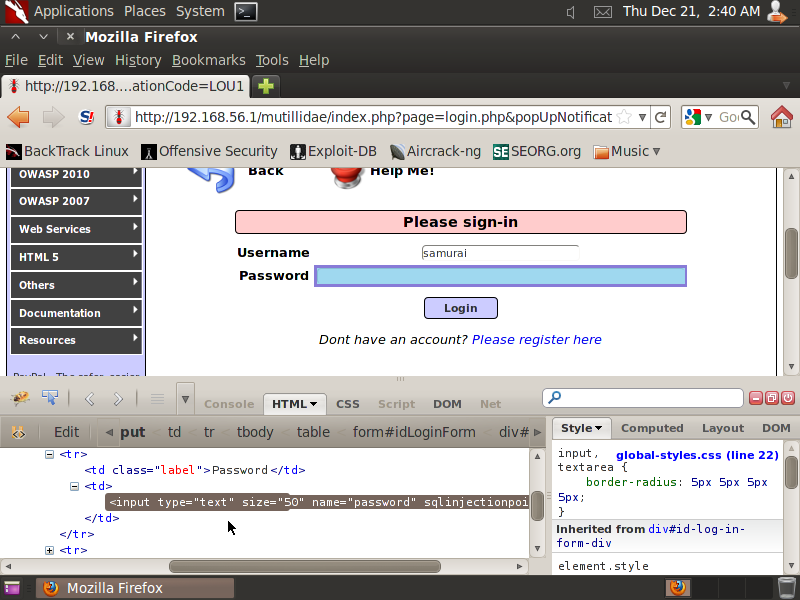 Applications Places System Thu Dec 21, 2:40 AM
Mozilla Firefox
File Edit View History Bookmarks Tools Help
http://192.168....ationCode=LOU1
S! http://192.168.56.1/mutillidae/index.php?page=login.php&popUpNotificat Go
BackTrack Linux Offensive Security Exploit-DB Aircrack-ng SE SEORG.org Music
OWASP 2010
OWASP 2007
Web Services
HTML 5
Others
Documentation
Resources
Back Help Me!
Please sign-in
Username samurai
Password
Login
Dont have an account? Please register here
Console HTML CSS Script DOM Net
Edit put td tr tbody table form#idLoginForm div#
<tr>
<td class="label">Password</td>
<td>
<input type="text" size="50" name="password" sqlinjectionpoi
</td>
</tr>
<tr>
Style Computed Layout DOM
input, global-styles.css (line 22)
textarea {
border-radius: 5px 5px 5px
5px;
}
Inherited from div#id-log-in-
form-div
element.style
Mozilla Firefox